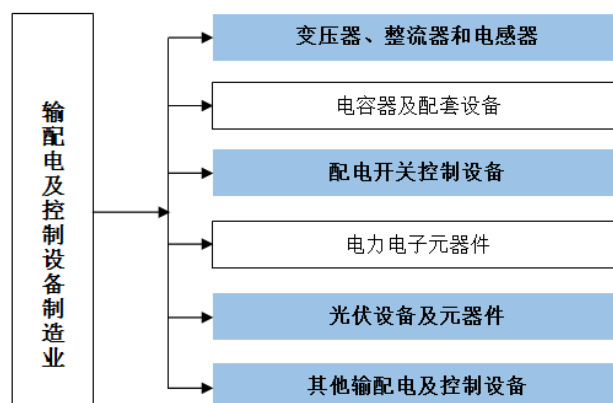 输配电及控制设备制造业
变压器、整流器和电感器
电容器及配套设备
配电开关控制设备
电力电子元器件
光伏设备及元器件
其他输配电及控制设备